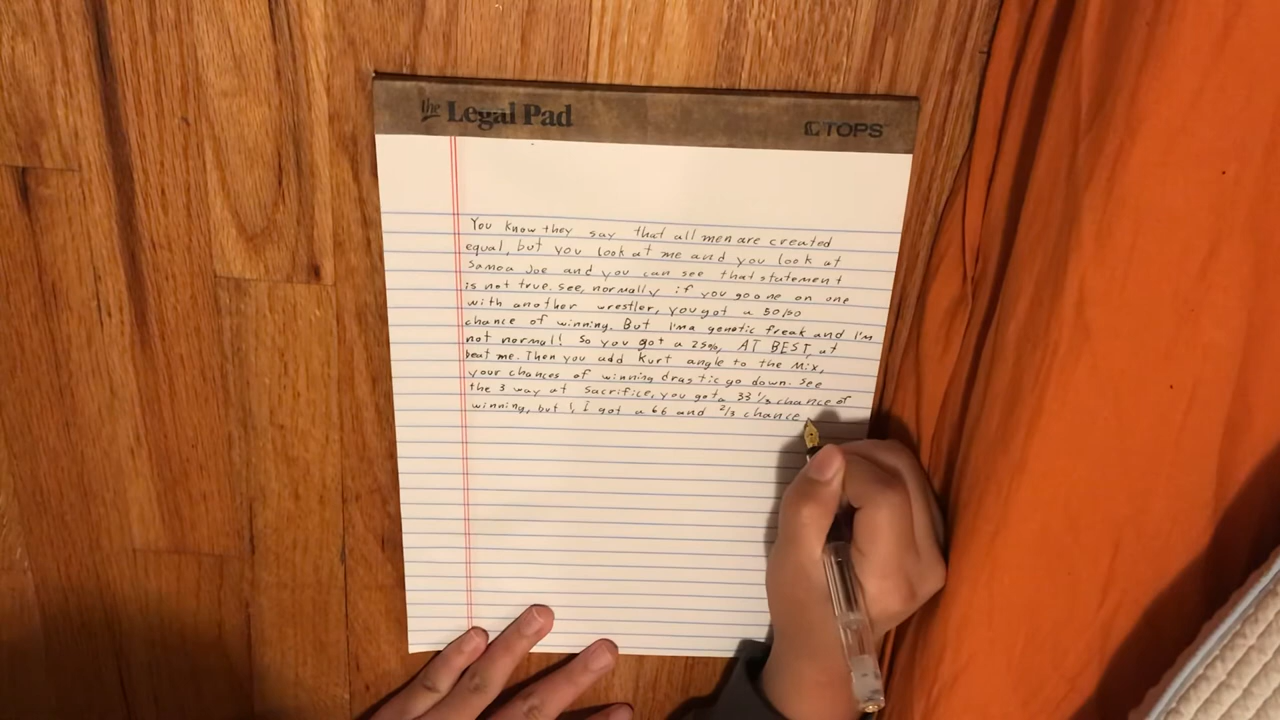 the Legal Pad
TOPS
You know they say that all men are created
equal, but you look at me and you look at
Samoa Joe and you can see that statement
is not true. See, normally if you go one on one
with another wrestler, you got a 50/50
chance of winning. But I'm a genetic freak and I'm
not normal! So you got a 25%, AT BEST, at
beat me. Then you add Kurt angle to the Mix,
your chances of winning drastic go down. See
the 3 way at Sacrifice, you got a 33 1/3 chance of
winning, but I, I got a 66 and 2/3 chance